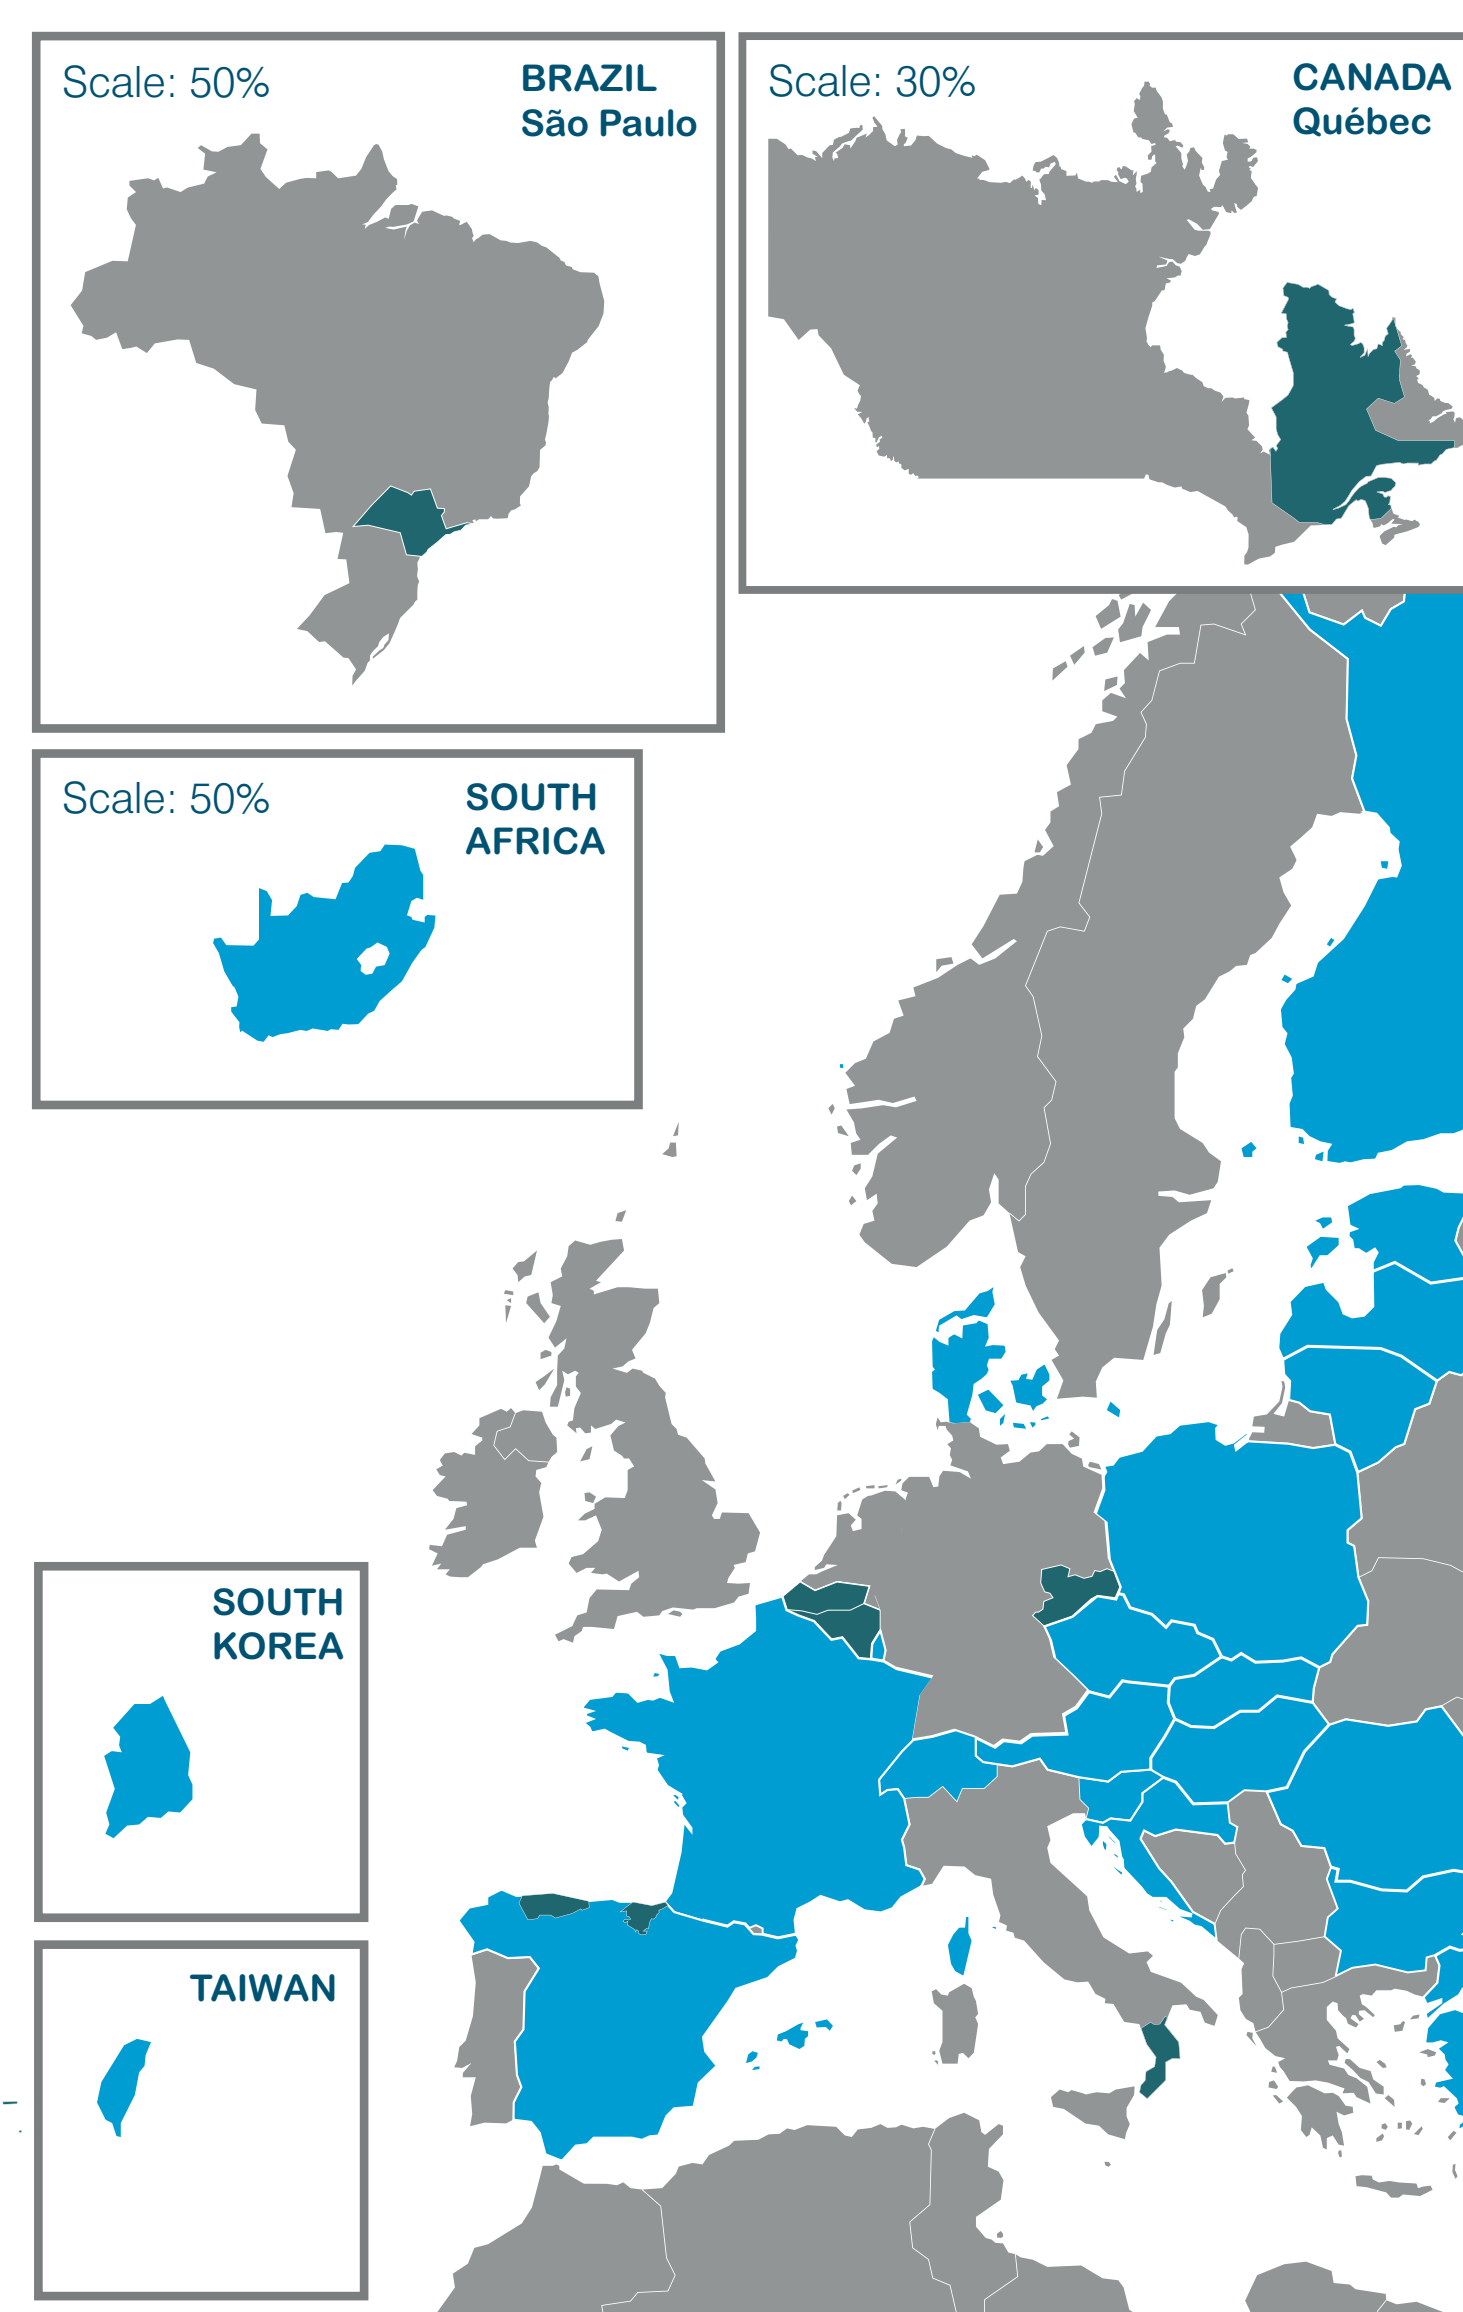 Scale: 50%
BRAZIL
São Paulo
Scale: 30%
CANADA
Québec
Scale: 50%
SOUTH
AFRICA
SOUTH
KOREA
TAIWAN